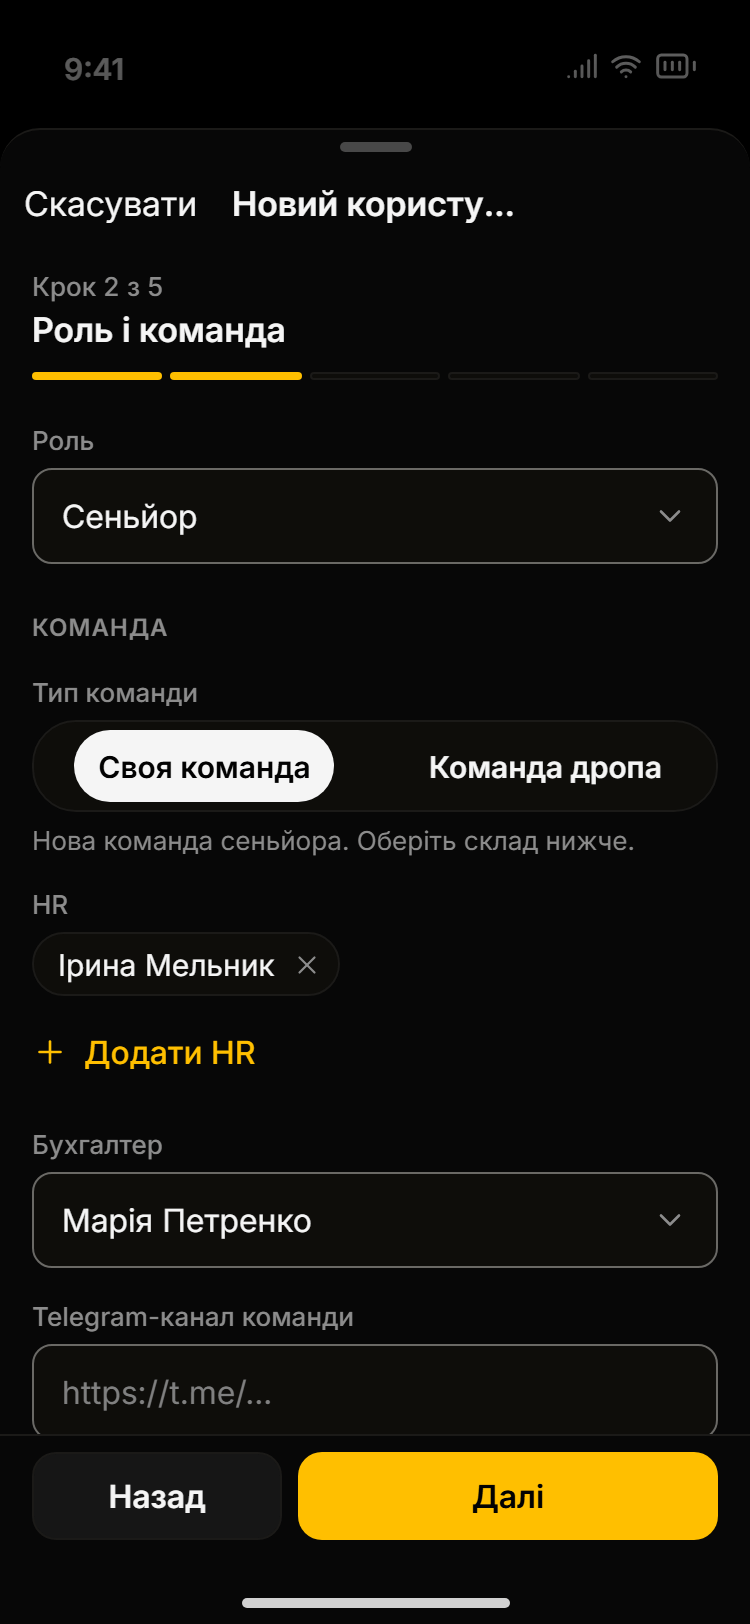 9:41
Скасувати Новий користу...
Крок 2 з 5
Роль і команда
Роль
Сеньйор
КОМАНДА
Тип команди
Своя команда Команда дропа
Нова команда сеньйора. Оберіть склад нижче.
HR
Ірина Мельник
Додати HR
Бухгалтер
Марія Петренко
Telegram-канал команди
https://t.me/...
Назад Далі